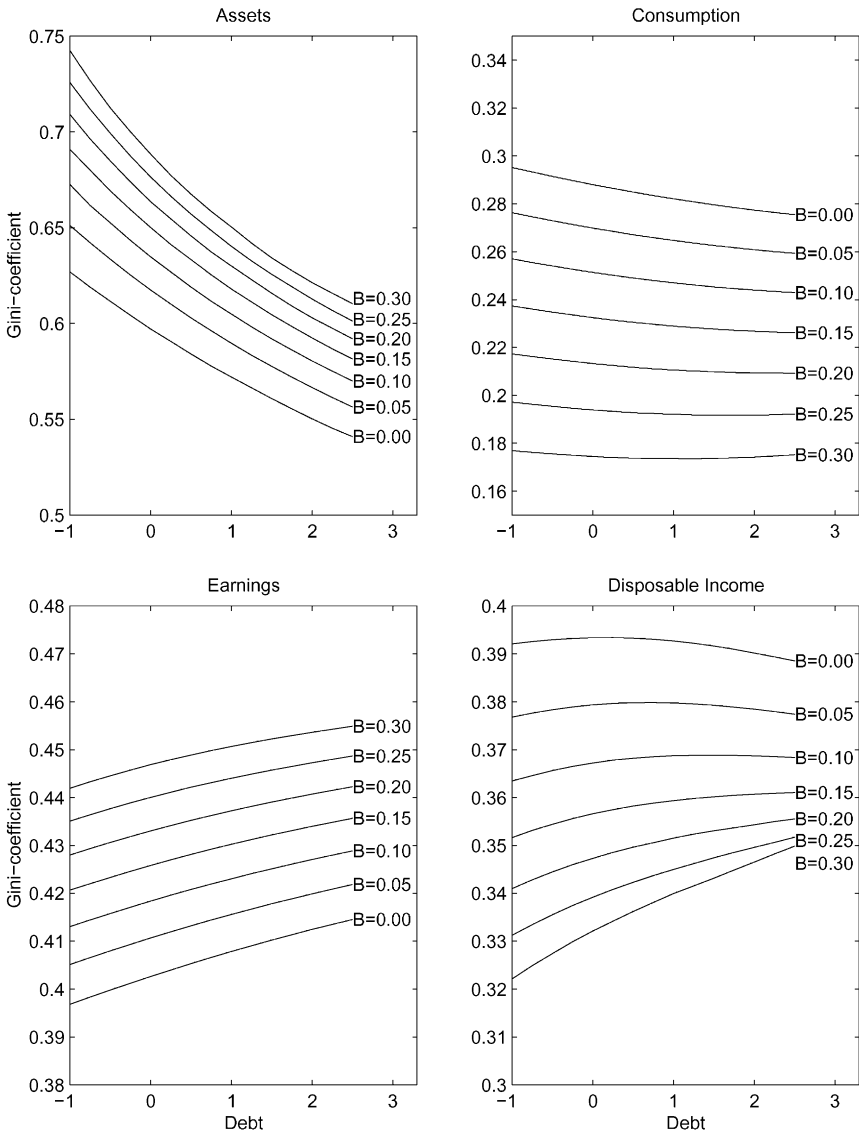 Assets
Gini−coefficient
0.75
0.7
0.65
0.6
0.55
0.5
−1 0 1 2 3
B=0.30
B=0.25
B=0.20
B=0.15
B=0.10
B=0.05
B=0.00
Consumption
0.34
0.32
0.3
0.28
0.26
0.24
0.22
0.2
0.18
0.16
−1 0 1 2 3
B=0.00
B=0.05
B=0.10
B=0.15
B=0.20
B=0.25
B=0.30
Earnings
Gini−coefficient
0.48
0.47
0.46
0.45
0.44
0.43
0.42
0.41
0.4
0.39
0.38
−1 0 1 2 3
Debt
B=0.30
B=0.25
B=0.20
B=0.15
B=0.10
B=0.05
B=0.00
Disposable Income
0.4
0.39
0.38
0.37
0.36
0.35
0.34
0.33
0.32
0.31
0.3
−1 0 1 2 3
Debt
B=0.00
B=0.05
B=0.10
B=0.15
B=0.20
B=0.25
B=0.30